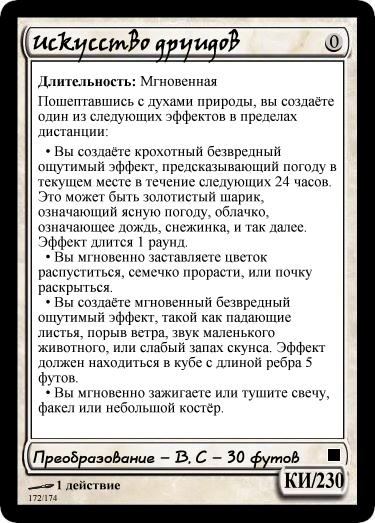 Искусство друидов
0
Длительность: Мгновенная
Пошептавшись с духами природы, вы создаёте
один из следующих эффектов в пределах
дистанции:
• Вы создаёте крохотный безвредный
ощутимый эффект, предсказывающий погоду в
текущем месте в течение следующих 24 часов.
Это может быть золотистый шарик,
означающий ясную погоду, облачко,
означающее дождь, снежинка, и так далее.
Эффект длится 1 раунд.
• Вы мгновенно заставляете цветок
распуститься, семечко прорасти, или почку
раскрыться.
• Вы создаёте мгновенный безвредный
ощутимый эффект, такой как падающие
листья, порыв ветра, звук маленького
животного, или слабый запах скунса. Эффект
должен находиться в кубе с длиной ребра 5
футов.
• Вы мгновенно зажигаете или тушите свечу,
факел или небольшой костёр.
Преобразование – В, С – 30 футов
1 действие
КИ/230
172/174